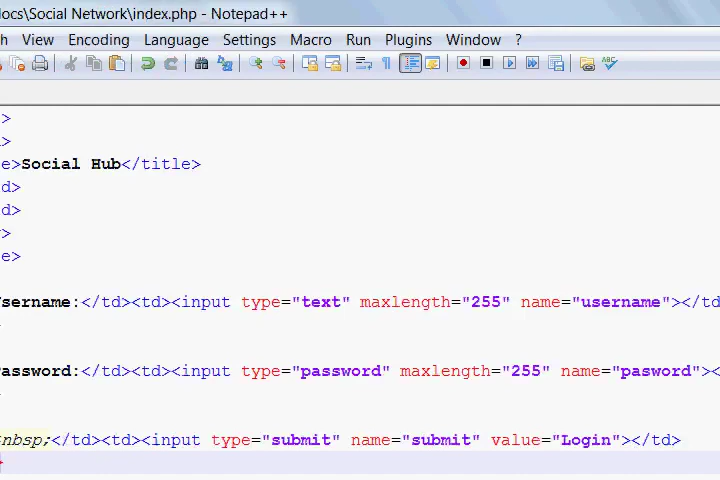 ocs\Social Network\index.php - Notepad++
h View Encoding Language Settings Macro Run Plugins Window ?
>
>
e>Social Hub</title>
d>
d>
>
e>
sername:</td><td><input type="text" maxlength="255" name="username"></td
assword:</td><td><input type="password" maxlength="255" name="pasword"><
nbsp;</td><td><input type="submit" name="submit" value="Login"></td>